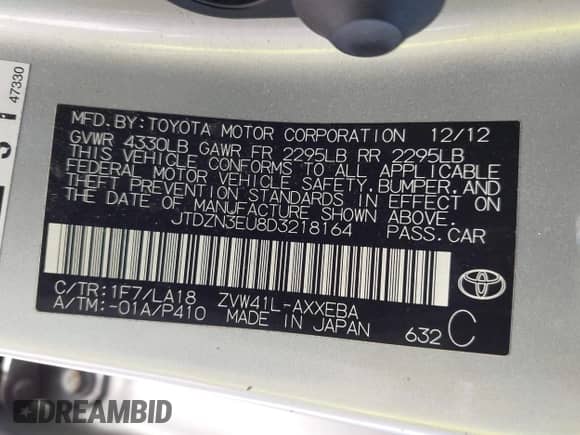 47330
MFD. BY: TOYOTA MOTOR CORPORATION 12/12
GVWR 4330LB GAWR FR 2295LB RR 2295LB
THIS VEHICLE CONFORMS TO ALL APPLICABLE
FEDERAL MOTOR VEHICLE SAFETY, BUMPER, AND
THEFT PREVENTION STANDARDS IN EFFECT ON
THE DATE OF MANUFACTURE SHOWN ABOVE.
JTDZN3EU8D3218164 PASS. CAR
C/TR: 1F7/LA18 ZVW41L-AXXEBA
A/TM: -01A/P410 MADE IN JAPAN
632 C
TOYOTA
DREAMBID